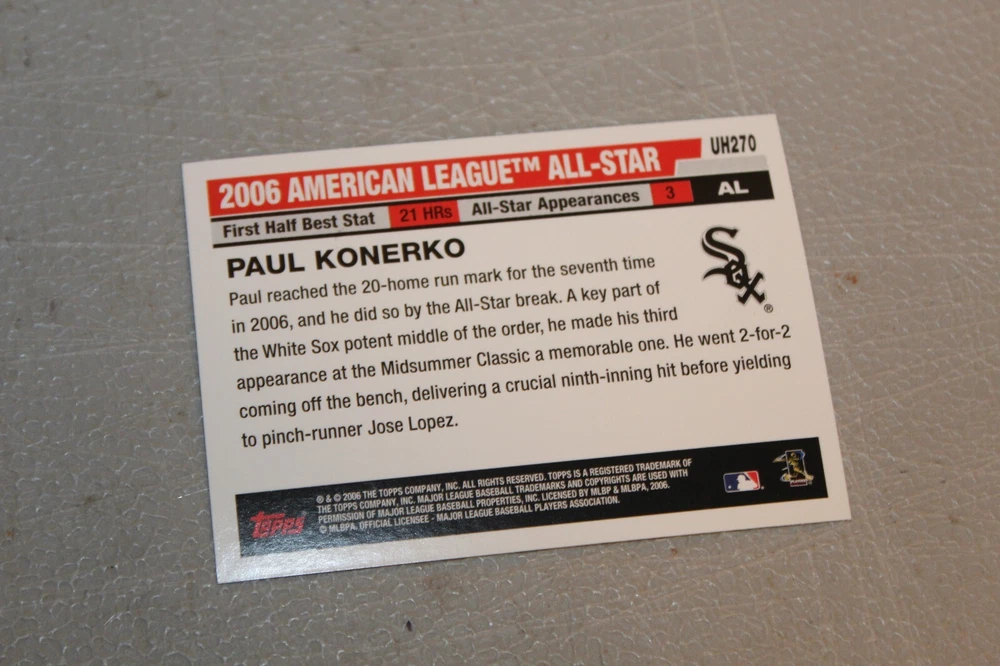 UH270
2006 AMERICAN LEAGUE™ ALL-STAR
First Half Best Stat 21 HRs All-Star Appearances 3 AL
PAUL KONERKO
Sox®
Paul reached the 20-home run mark for the seventh time
in 2006, and he did so by the All-Star break. A key part of
the White Sox potent middle of the order, he made his third
appearance at the Midsummer Classic a memorable one. He went 2-for-2
coming off the bench, delivering a crucial ninth-inning hit before yielding
to pinch-runner Jose Lopez.
Topps
® & © 2006 THE TOPPS COMPANY, INC. ALL RIGHTS RESERVED. TOPPS IS A REGISTERED TRADEMARK OF
THE TOPPS COMPANY, INC. MAJOR LEAGUE BASEBALL TRADEMARKS AND COPYRIGHTS ARE USED WITH
PERMISSION OF MAJOR LEAGUE BASEBALL PROPERTIES, INC. LICENSED BY MLBP & MLBPA, 2006.
© MLBPA. OFFICIAL LICENSEE - MAJOR LEAGUE BASEBALL PLAYERS ASSOCIATION.